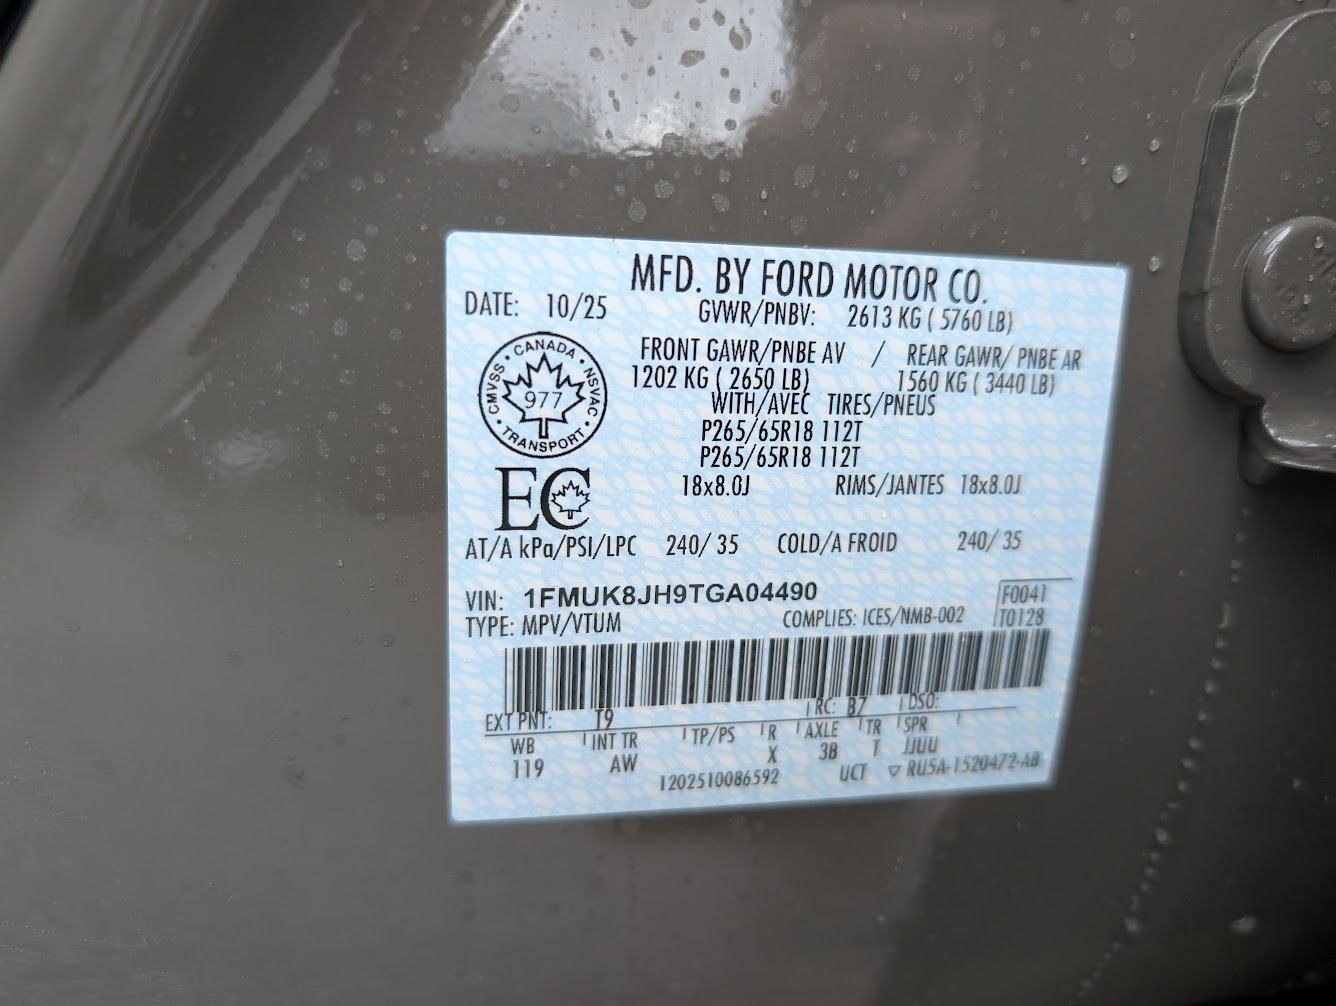 MFD. BY FORD MOTOR CO.
DATE: 10/25 GVWR/PNBV: 2613 KG ( 5760 LB)
FRONT GAWR/PNBE AV / REAR GAWR/ PNBE AR
1202 KG ( 2650 LB) 1560 KG ( 3440 LB)
WITH/AVEC TIRES/PNEUS
P265/65R18 112T
P265/65R18 112T
18x8.0J RIMS/JANTES 18x8.0J
CANADA • NSVAC • TRANSPORT • CMVSS •
977
EC
AT/A kPa/PSI/LPC 240/ 35 COLD/A FROID 240/ 35
VIN: 1FMUK8JH9TGA04490 F0041
TYPE: MPV/VTUM COMPLIES: ICES/NMB-002 T0128
EXT PNT: T9 RC: B7 DSO:
WB INT TR TP/PS R AXLE TR SPR
119 AW X 3B T JJUU
1202510086592 UCT ▽ RU5A-1520472-AB